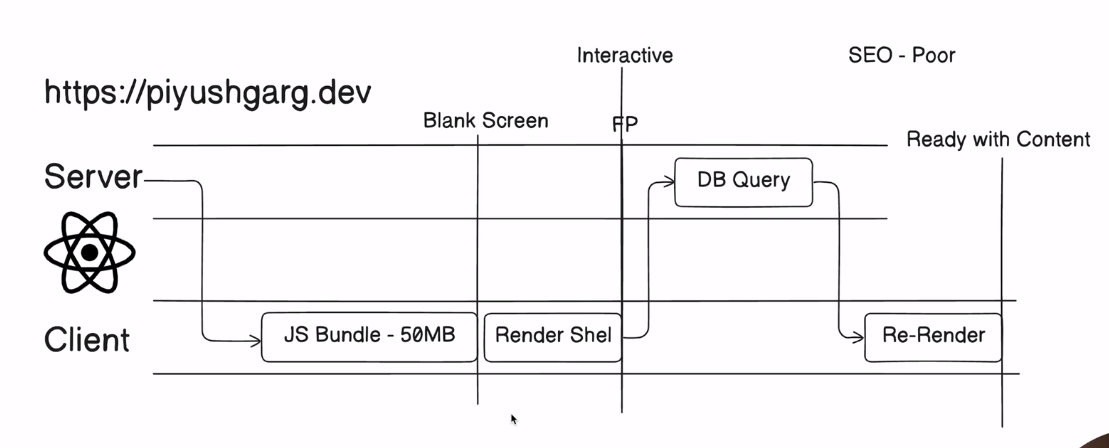 Interactive
SEO - Poor
https://piyushgarg.dev
Blank Screen
FP
Ready with Content
Server
DB Query
Client
JS Bundle - 50MB
Render Shel
Re-Render